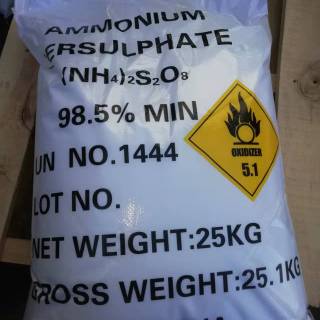 AMMONIUM
ERSULPHATE
(NH₄)₂S₂O₈
98.5% MIN
OXIDIZER
5.1
UN NO.1444
LOT NO.
NET WEIGHT:25KG
GROSS WEIGHT:25.1KG